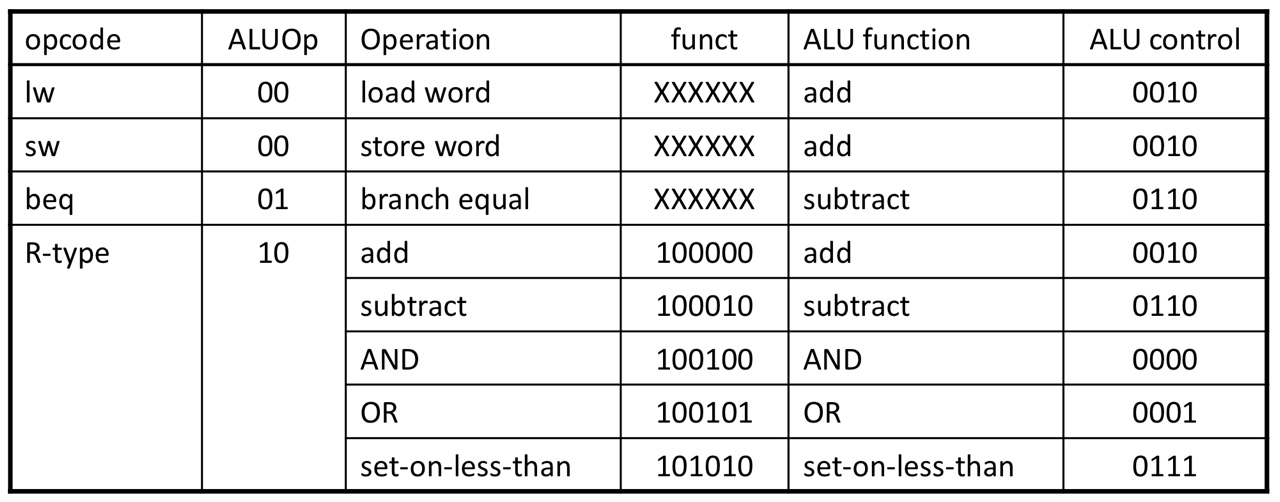 opcode ALUOp Operation funct ALU function ALU control
lw 00 load word XXXXXX add 0010
sw 00 store word XXXXXX add 0010
beq 01 branch equal XXXXXX subtract 0110
R-type 10 add 100000 add 0010
subtract 100010 subtract 0110
AND 100100 AND 0000
OR 100101 OR 0001
set-on-less-than 101010 set-on-less-than 0111